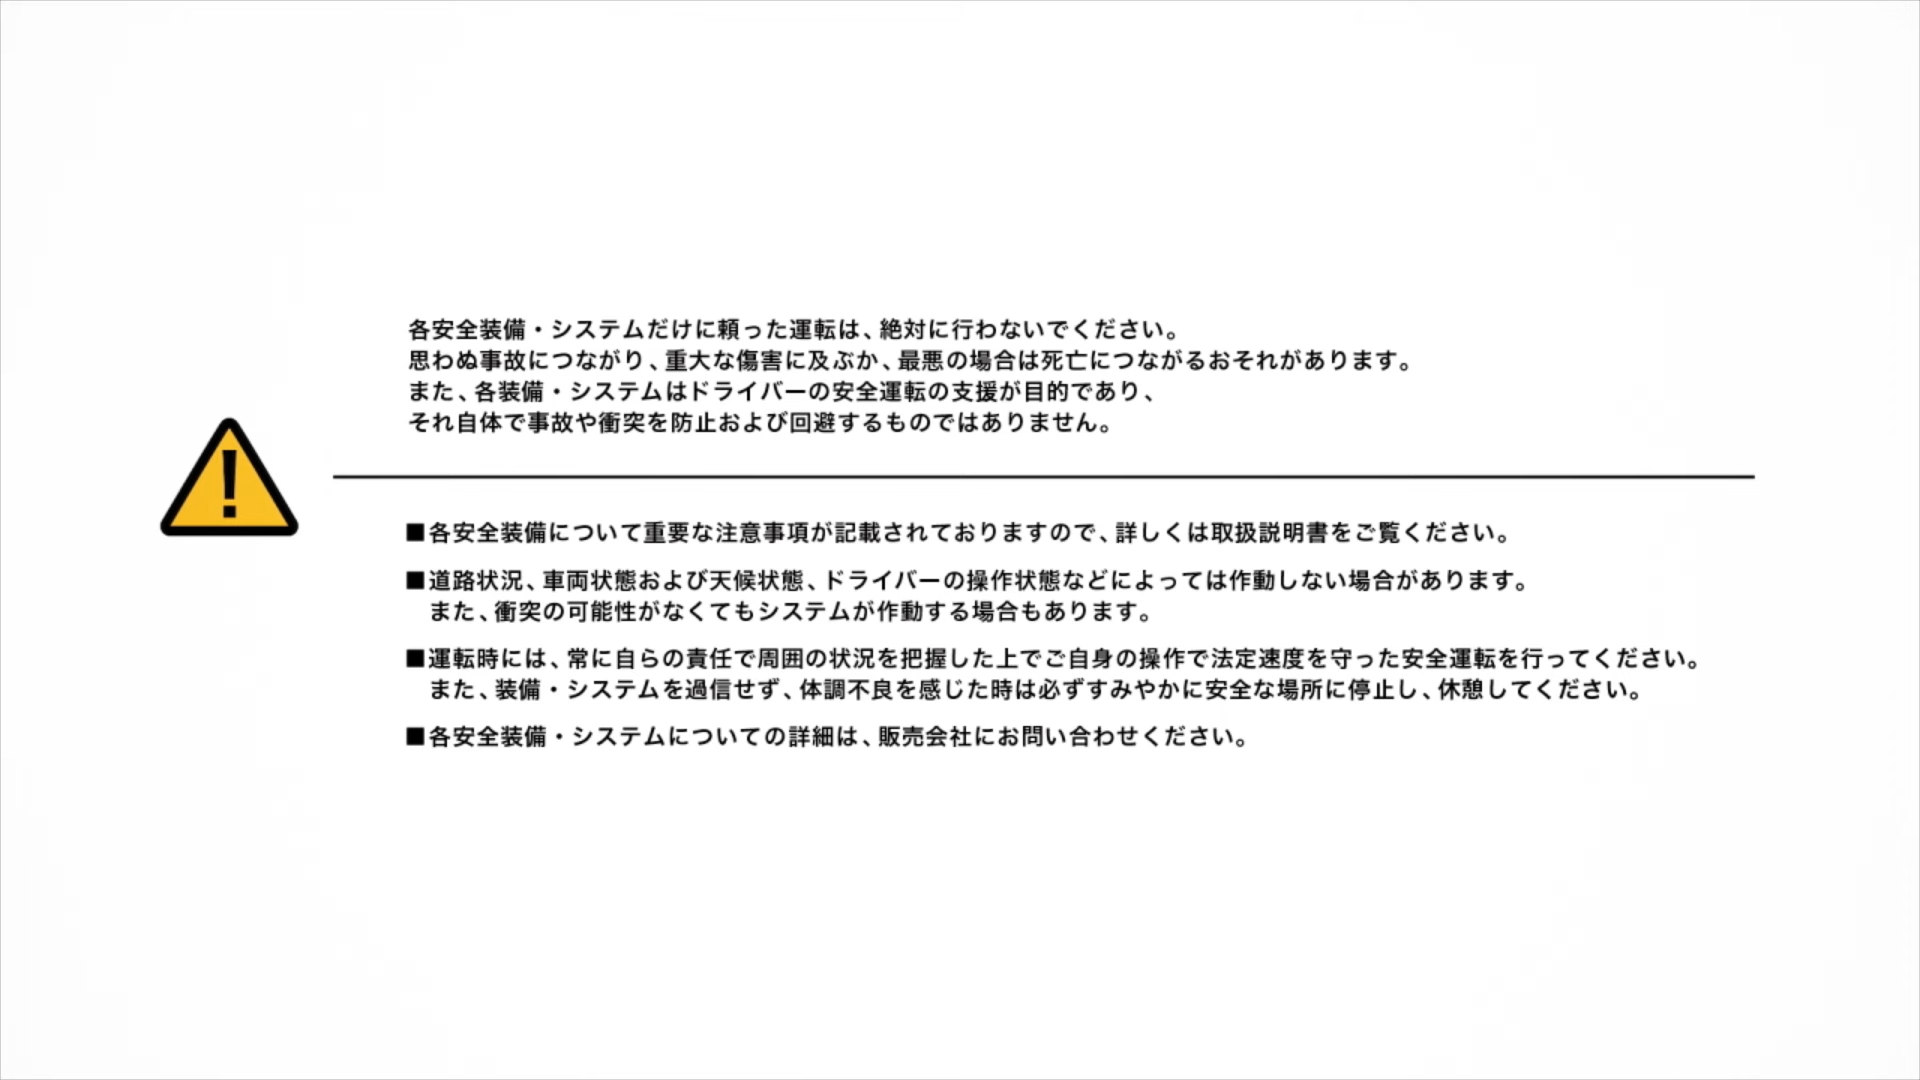 各安全装備・システムだけに頼った運転は、絶対に行わないでください。
思わぬ事故につながり、重大な傷害に及ぶか、最悪の場合は死亡につながるおそれがあります。
また、各装備・システムはドライバーの安全運転の支援が目的であり、
それ自体で事故や衝突を防止および回避するものではありません。
■各安全装備について重要な注意事項が記載されておりますので、詳しくは取扱説明書をご覧ください。
■道路状況、車両状態および天候状態、ドライバーの操作状態などによっては作動しない場合があります。
また、衝突の可能性がなくてもシステムが作動する場合もあります。
■運転時には、常に自らの責任で周囲の状況を把握した上でご自身の操作で法定速度を守った安全運転を行ってください。
また、装備・システムを過信せず、体調不良を感じた時は必ずすみやかに安全な場所に停止し、休憩してください。
■各安全装備・システムについての詳細は、販売会社にお問い合わせください。